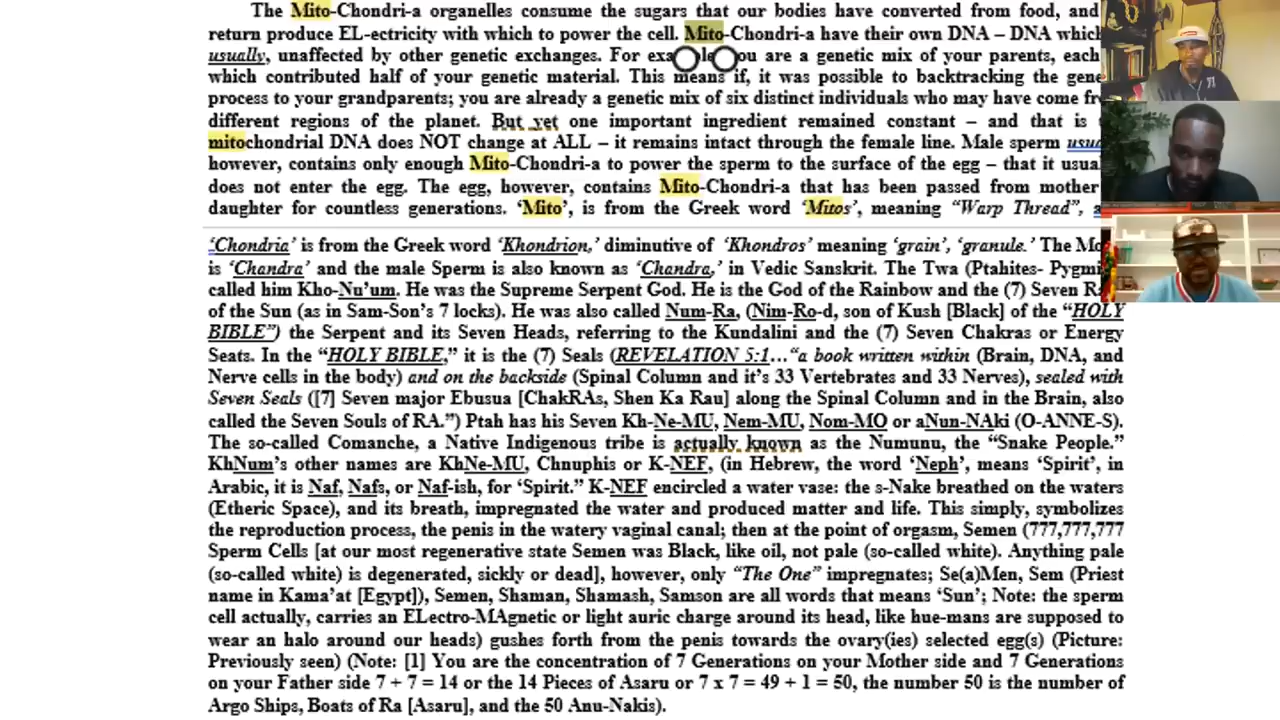 The Mito-Chondri-a organelles consume the sugars that our bodies have converted from food, and
return produce EL-ectricity with which to power the cell. Mito-Chondri-a have their own DNA – DNA which
usually, unaffected by other genetic exchanges. For you are a genetic mix of your parents, each
which contributed half of your genetic material. This means if, it was possible to backtracking the
process to your grandparents; you are already a genetic mix of six distinct individuals who may have come
different regions of the planet. But yet one important ingredient remained constant – and that is
mitochondrial DNA does NOT change at ALL – it remains intact through the female line. Male sperm
however, contains only enough Mito-Chondri-a to power the sperm to the surface of the egg – that it
does not enter the egg. The egg, however, contains Mito-Chondri-a that has been passed from mother
daughter for countless generations. ‘Mito’, is from the Greek word ‘Mitos’, meaning “Warp Thread”,
‘Chondria’ is from the Greek word ‘Khondrion,’ diminutive of ‘Khondros’ meaning ‘grain’, ‘granule.’ The
is ‘Chandra’ and the male Sperm is also known as ‘Chandra,’ in Vedic Sanskrit. The Twa (Ptahites-
called him Kho-Nu’um. He was the Supreme Serpent God. He is the God of the Rainbow and the (7) Seven
of the Sun (as in Sam-Son’s 7 locks). He was also called Num-Ra, (Nim-Ro-d, son of Kush [Black] of the “HOLY
BIBLE”) the Serpent and its Seven Heads, referring to the Kundalini and the (7) Seven Chakras or Energy
Seats. In the “HOLY BIBLE,” it is the (7) Seals (REVELATION 5:1…“a book written within (Brain, DNA, and
Nerve cells in the body) and on the backside (Spinal Column and it’s 33 Vertebrates and 33 Nerves), sealed with
Seven Seals ([7] Seven major Ebusua [ChakRAs, Shen Ka Rau] along the Spinal Column and in the Brain, also
called the Seven Souls of RA.”) Ptah has his Seven Kh-Ne-MU, Nem-MU, Nom-MO or aNun-NAki (O-ANNE-S).
The so-called Comanche, a Native Indigenous tribe is actually known as the Numunu, the “Snake People.”
KhNum’s other names are KhNe-MU, Chnuphis or K-NEF, (in Hebrew, the word ‘Neph’, means ‘Spirit’, in
Arabic, it is Naf, Nafs, or Naf-ish, for ‘Spirit.” K-NEF encircled a water vase: the s-Nake breathed on the waters
(Etheric Space), and its breath, impregnated the water and produced matter and life. This simply, symbolizes
the reproduction process, the penis in the watery vaginal canal; then at the point of orgasm, Semen (777,777,777
Sperm Cells [at our most regenerative state Semen was Black, like oil, not pale (so-called white). Anything pale
(so-called white) is degenerated, sickly or dead], however, only “The One” impregnates; Se(a)Men, Sem (Priest
name in Kama’at [Egypt]), Semen, Shaman, Shamash, Samson are all words that means ‘Sun’; Note: the sperm
cell actually, carries an ELectro-MAgnetic or light auric charge around its head, like hue-mans are supposed to
wear an halo around our heads) gushes forth from the penis towards the ovary(ies) selected egg(s) (Picture:
Previously seen) (Note: [1] You are the concentration of 7 Generations on your Mother side and 7 Generations
on your Father side 7 + 7 = 14 or the 14 Pieces of Asaru or 7 x 7 = 49 + 1 = 50, the number 50 is the number of
Argo Ships, Boats of Ra [Asaru], and the 50 Anu-Nakis).